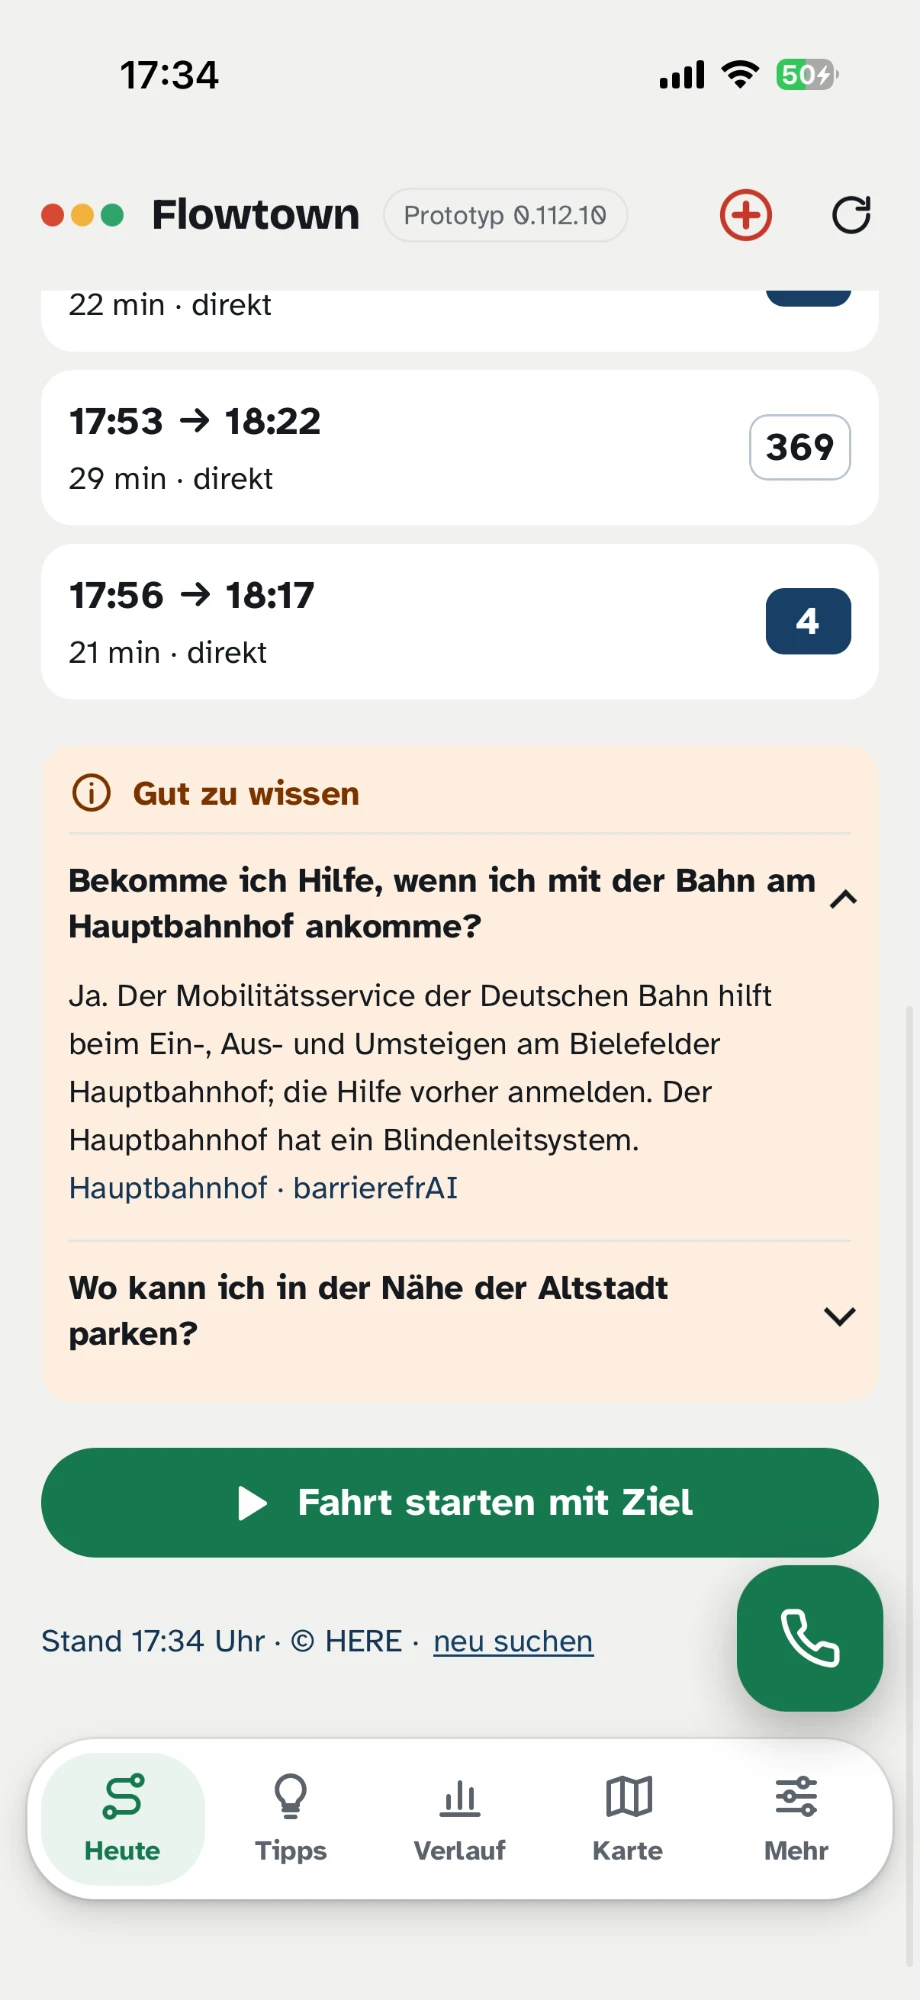 17:34
50
Flowtown
Prototyp 0.112.10
22 min · direkt
17:53 → 18:22
369
29 min · direkt
17:56 → 18:17
4
21 min · direkt
Gut zu wissen
Bekomme ich Hilfe, wenn ich mit der Bahn am
Hauptbahnhof ankomme?
Ja. Der Mobilitätsservice der Deutschen Bahn hilft
beim Ein-, Aus- und Umsteigen am Bielefelder
Hauptbahnhof; die Hilfe vorher anmelden. Der
Hauptbahnhof hat ein Blindenleitsystem.
Hauptbahnhof · barrierefrAI
Wo kann ich in der Nähe der Altstadt
parken?
Fahrt starten mit Ziel
Stand 17:34 Uhr · © HERE · neu suchen
Heute
Tipps
Verlauf
Karte
Mehr